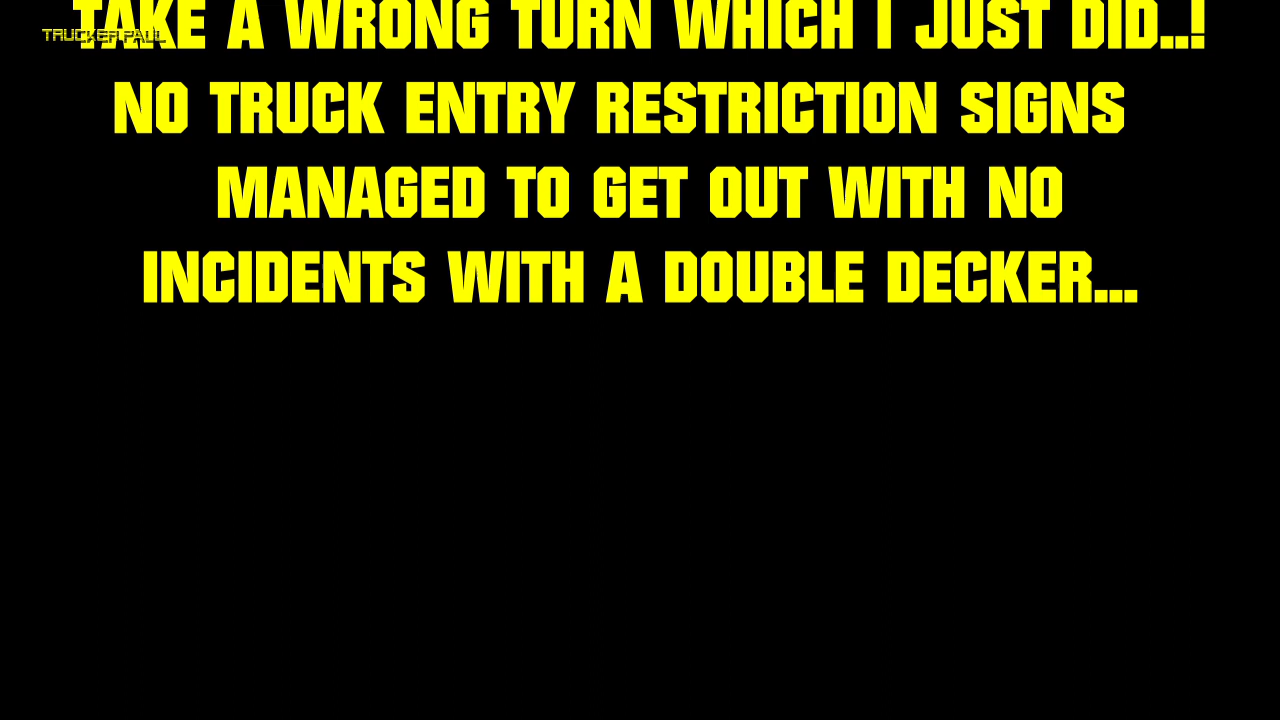 TAKE A WRONG TURN WHICH I JUST DID..!
TRUCKER PAUL
NO TRUCK ENTRY RESTRICTION SIGNS
MANAGED TO GET OUT WITH NO
INCIDENTS WITH A DOUBLE DECKER...